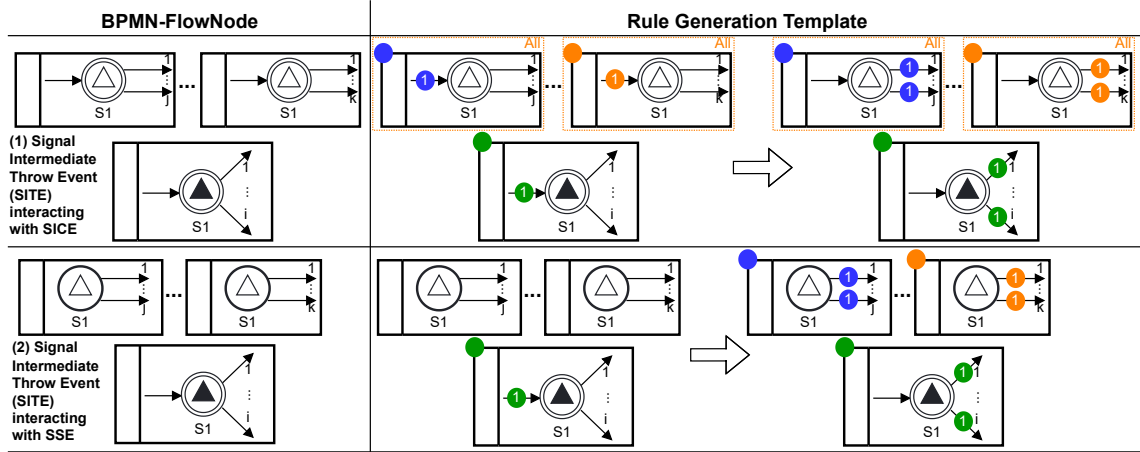 BPMN-FlowNode
Rule Generation Template
All All All All
1 1 1 1 1 1
⋮ j ... ⋮ k 1 ⋮ j ... 1 ⋮ k 1 ⋮ j ... 1 ⋮ k
S1 S1 S1 S1 S1 S1
(1) Signal
Intermediate
Throw Event
(SITE)
interacting
with SICE
1 ⋮ i
S1
1 1 ⋮ i
S1
1 1 ⋮ 1 i
S1
1 1 1 1 1 1 1 1
⋮ j ... ⋮ k ⋮ j ... ⋮ k 1 ⋮ j ... 1 ⋮ k
S1 S1 S1 S1 S1 S1
(2) Signal
Intermediate
Throw Event
(SITE)
interacting
with SSE
1 ⋮ i
S1
1 1 ⋮ i
S1
1 1 ⋮ 1 i
S1